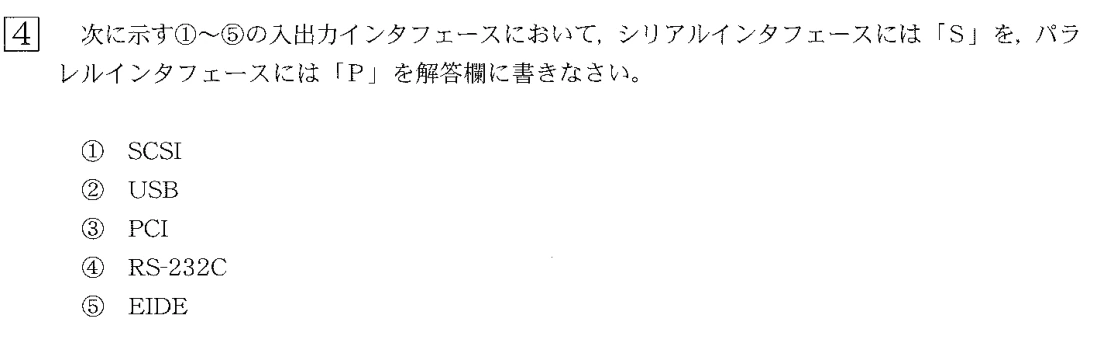 4 次に示す①～⑤の入出力インタフェースにおいて，シリアルインタフェースには「S」を，パラ
レルインタフェースには「P」を解答欄に書きなさい。
① SCSI
② USB
③ PCI
④ RS-232C
⑤ EIDE